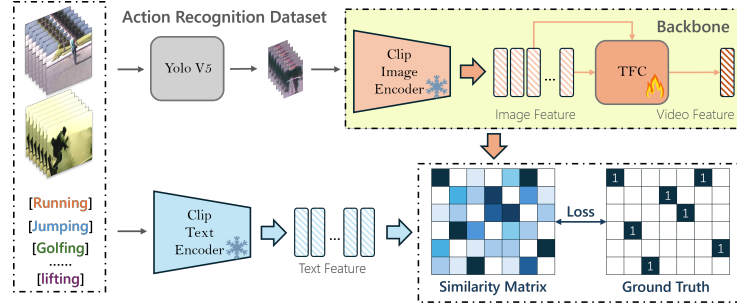 Action Recognition Dataset
Backbone
Yolo V5
Clip
Image
Encoder
...
TFC
Image Feature
Video Feature
[Running]
[Jumping]
[Golfing]
......
[lifting]
Clip
Text
Encoder
...
Text Feature
Loss
1 1
1
1
1
1
1
Similarity Matrix
Ground Truth